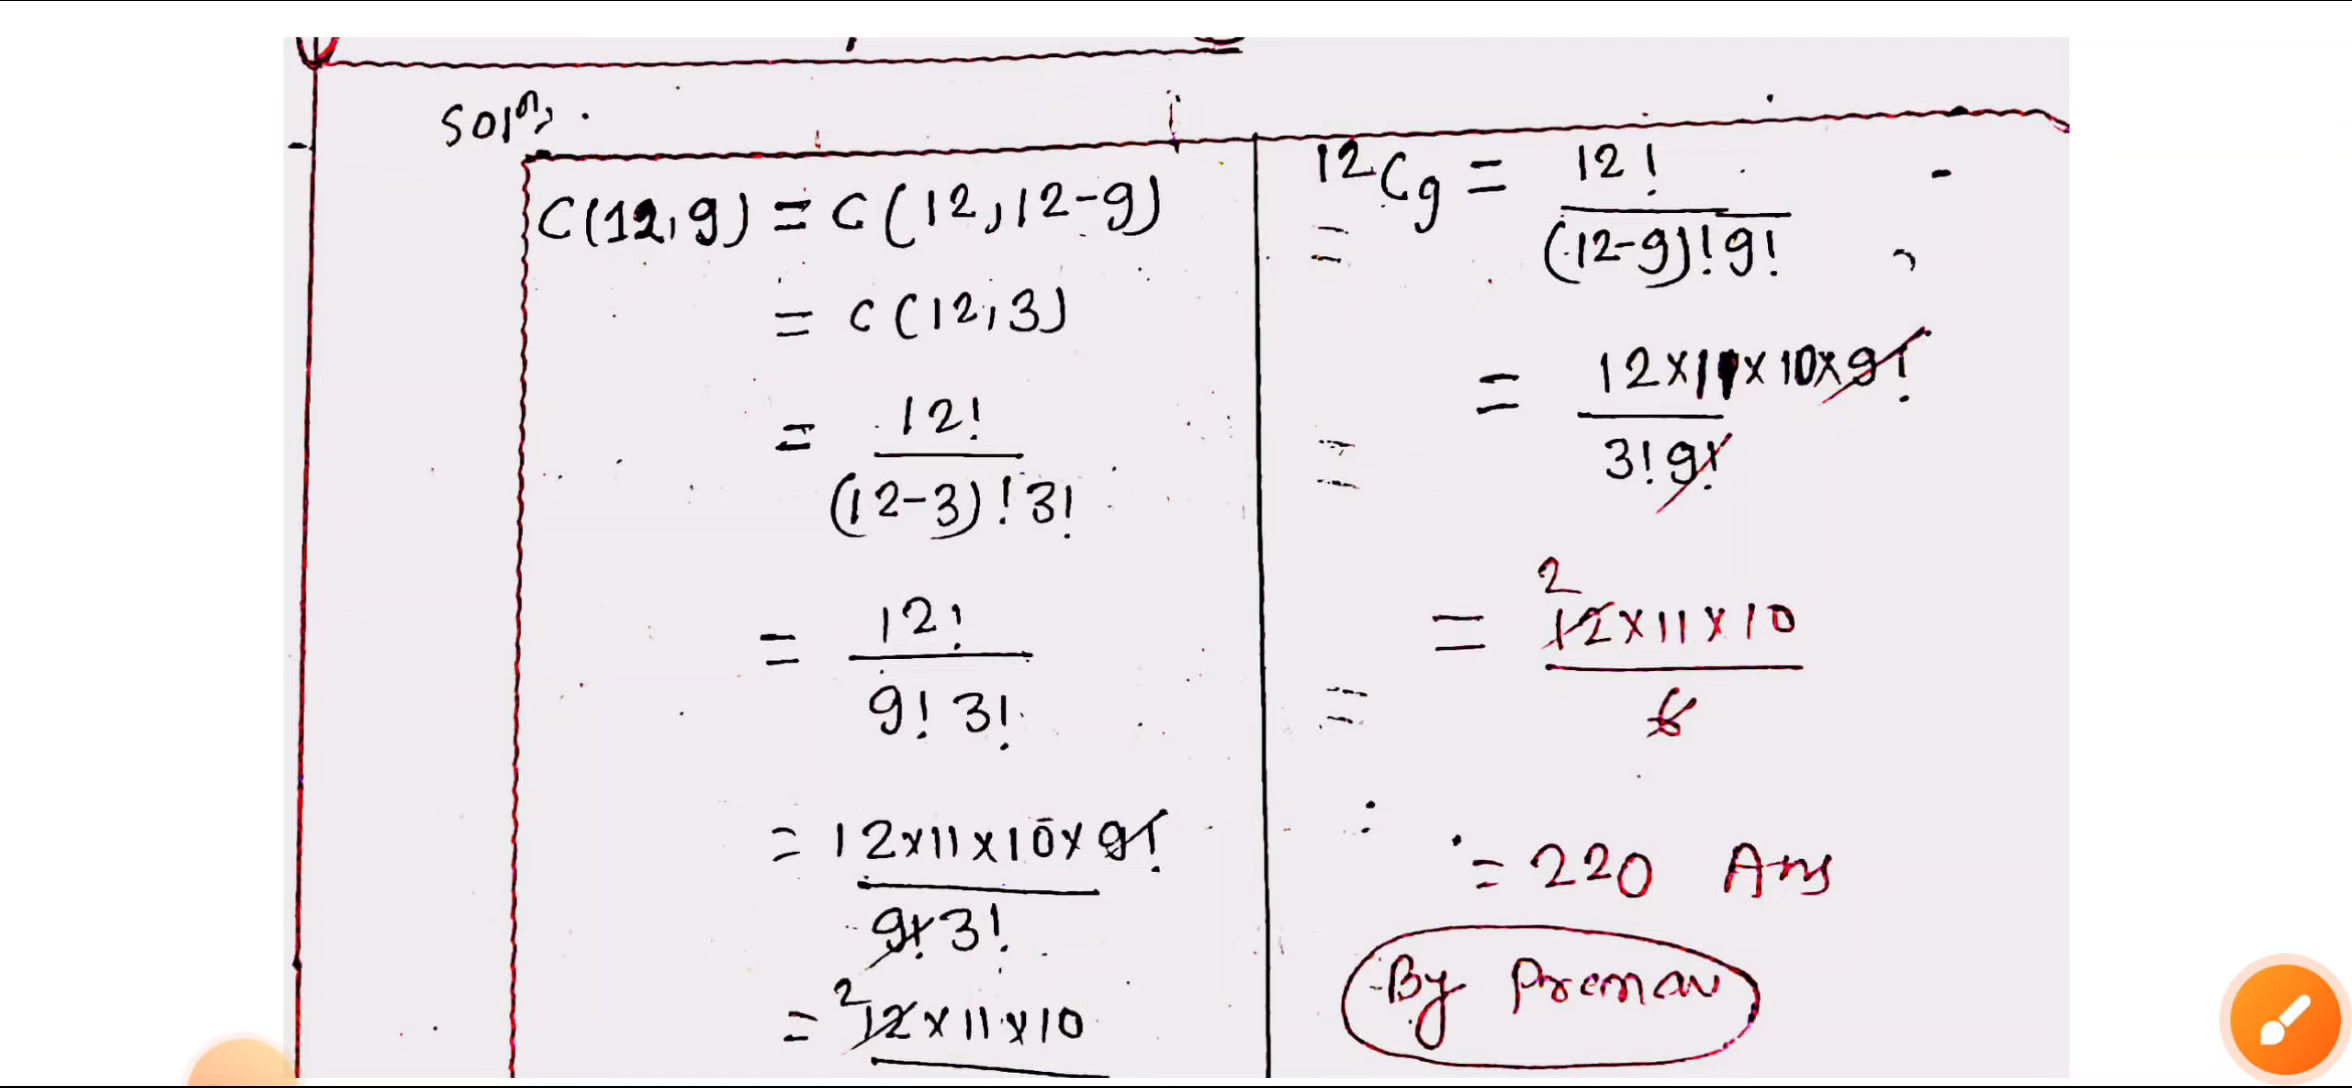 Solⁿ,
C(12,9) = C(12,12-9)
= C(12,3)
= 12!
(12-3)!3!
= 12!
9! 3!
= 12×11×10×9!
9! 3!
2
= 12×11×10
¹²C₉ = 12!
(12-9)!9!
= 12×11×10×9!
3!9!
2
= 12×11×10
6
= 220 Ans
By